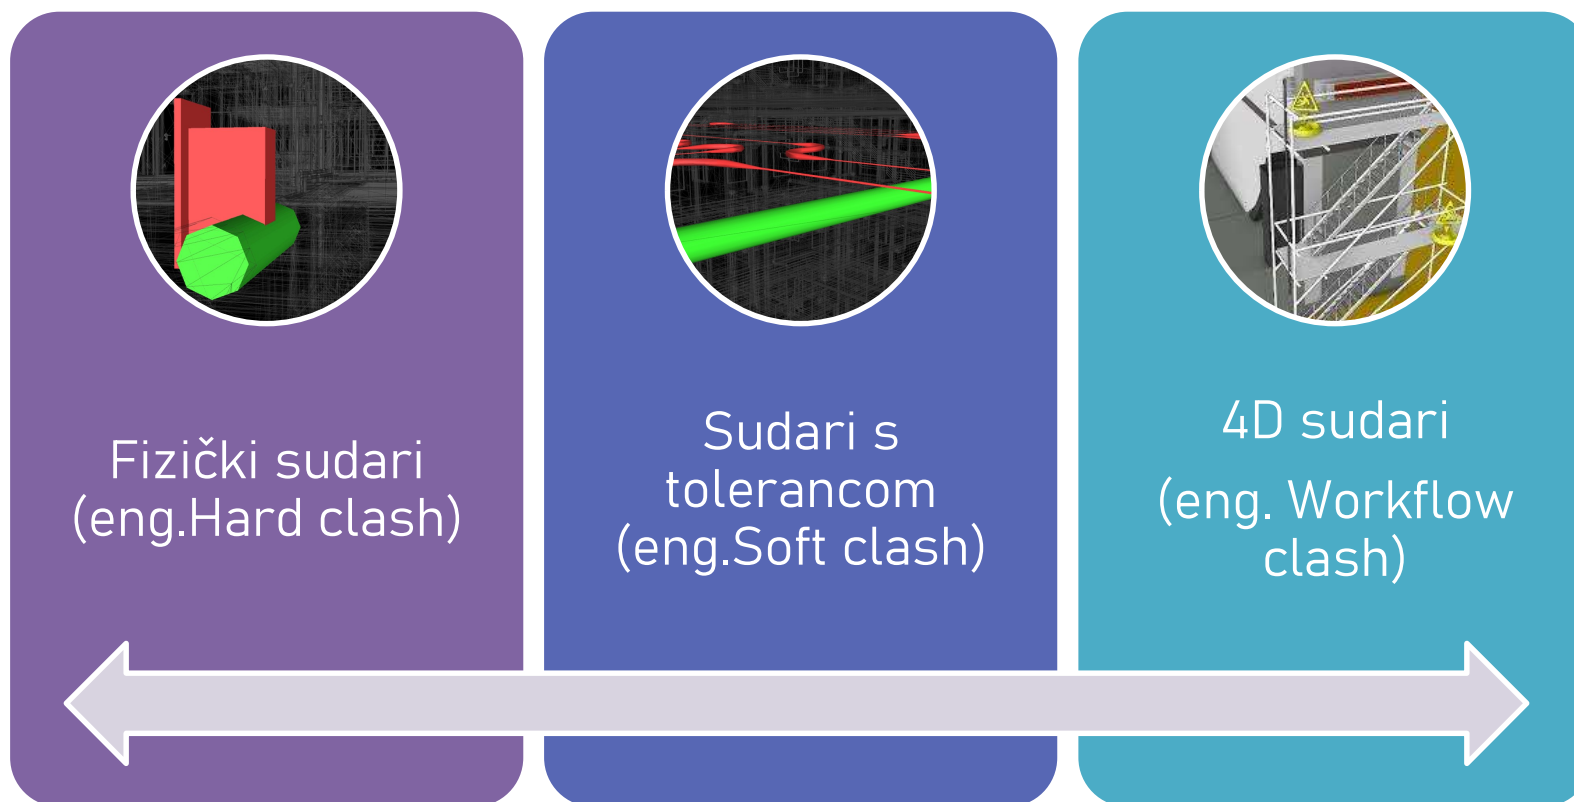 Fizički sudari
(eng.Hard clash)
Sudari s
tolerancom
(eng.Soft clash)
4D sudari
(eng. Workflow
clash)